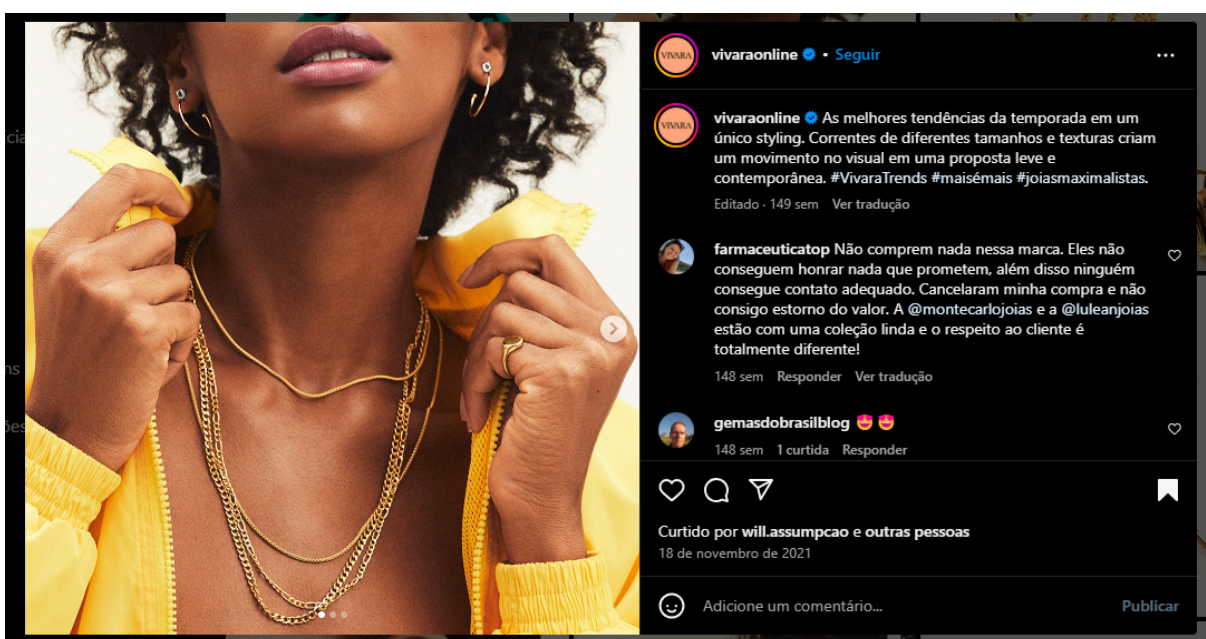 VIVARA
vivaraonline • Seguir
VIVARA
vivaraonline As melhores tendências da temporada em um
único styling. Correntes de diferentes tamanhos e texturas criam
um movimento no visual em uma proposta leve e
contemporânea. #VivaraTrends #maisémais #joiasmaximalistas.
Editado · 149 sem Ver tradução
farmaceuticatop Não comprem nada nessa marca. Eles não
conseguem honrar nada que prometem, além disso ninguém
consegue contato adequado. Cancelaram minha compra e não
consigo estorno do valor. A @montecarlojoias e a @luleanjoias
estão com uma coleção linda e o respeito ao cliente é
totalmente diferente!
148 sem Responder Ver tradução
gemasdobrasilblog 🤩 🤩
148 sem 1 curtida Responder
Curtido por will.assumpcao e outras pessoas
18 de novembro de 2021
Adicione um comentário... Publicar